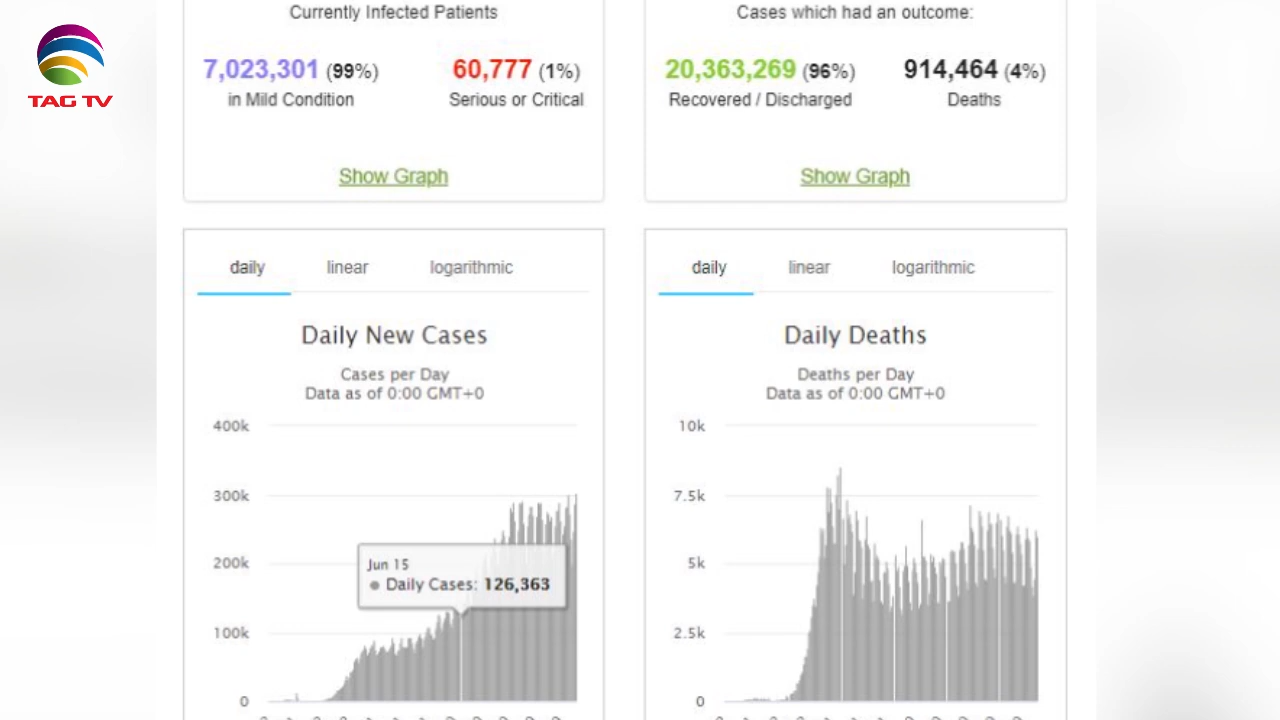 TAG TV
Currently Infected Patients
7,023,301 (99%)
in Mild Condition
60,777 (1%)
Serious or Critical
Show Graph
Cases which had an outcome:
20,363,269 (96%)
Recovered / Discharged
914,464 (4%)
Deaths
Show Graph
daily linear logarithmic
Daily New Cases
Cases per Day
Data as of 0:00 GMT+0
400k
300k
200k
100k
0
Jun 15
Daily Cases: 126,363
daily linear logarithmic
Daily Deaths
Deaths per Day
Data as of 0:00 GMT+0
10k
7.5k
5k
2.5k
0